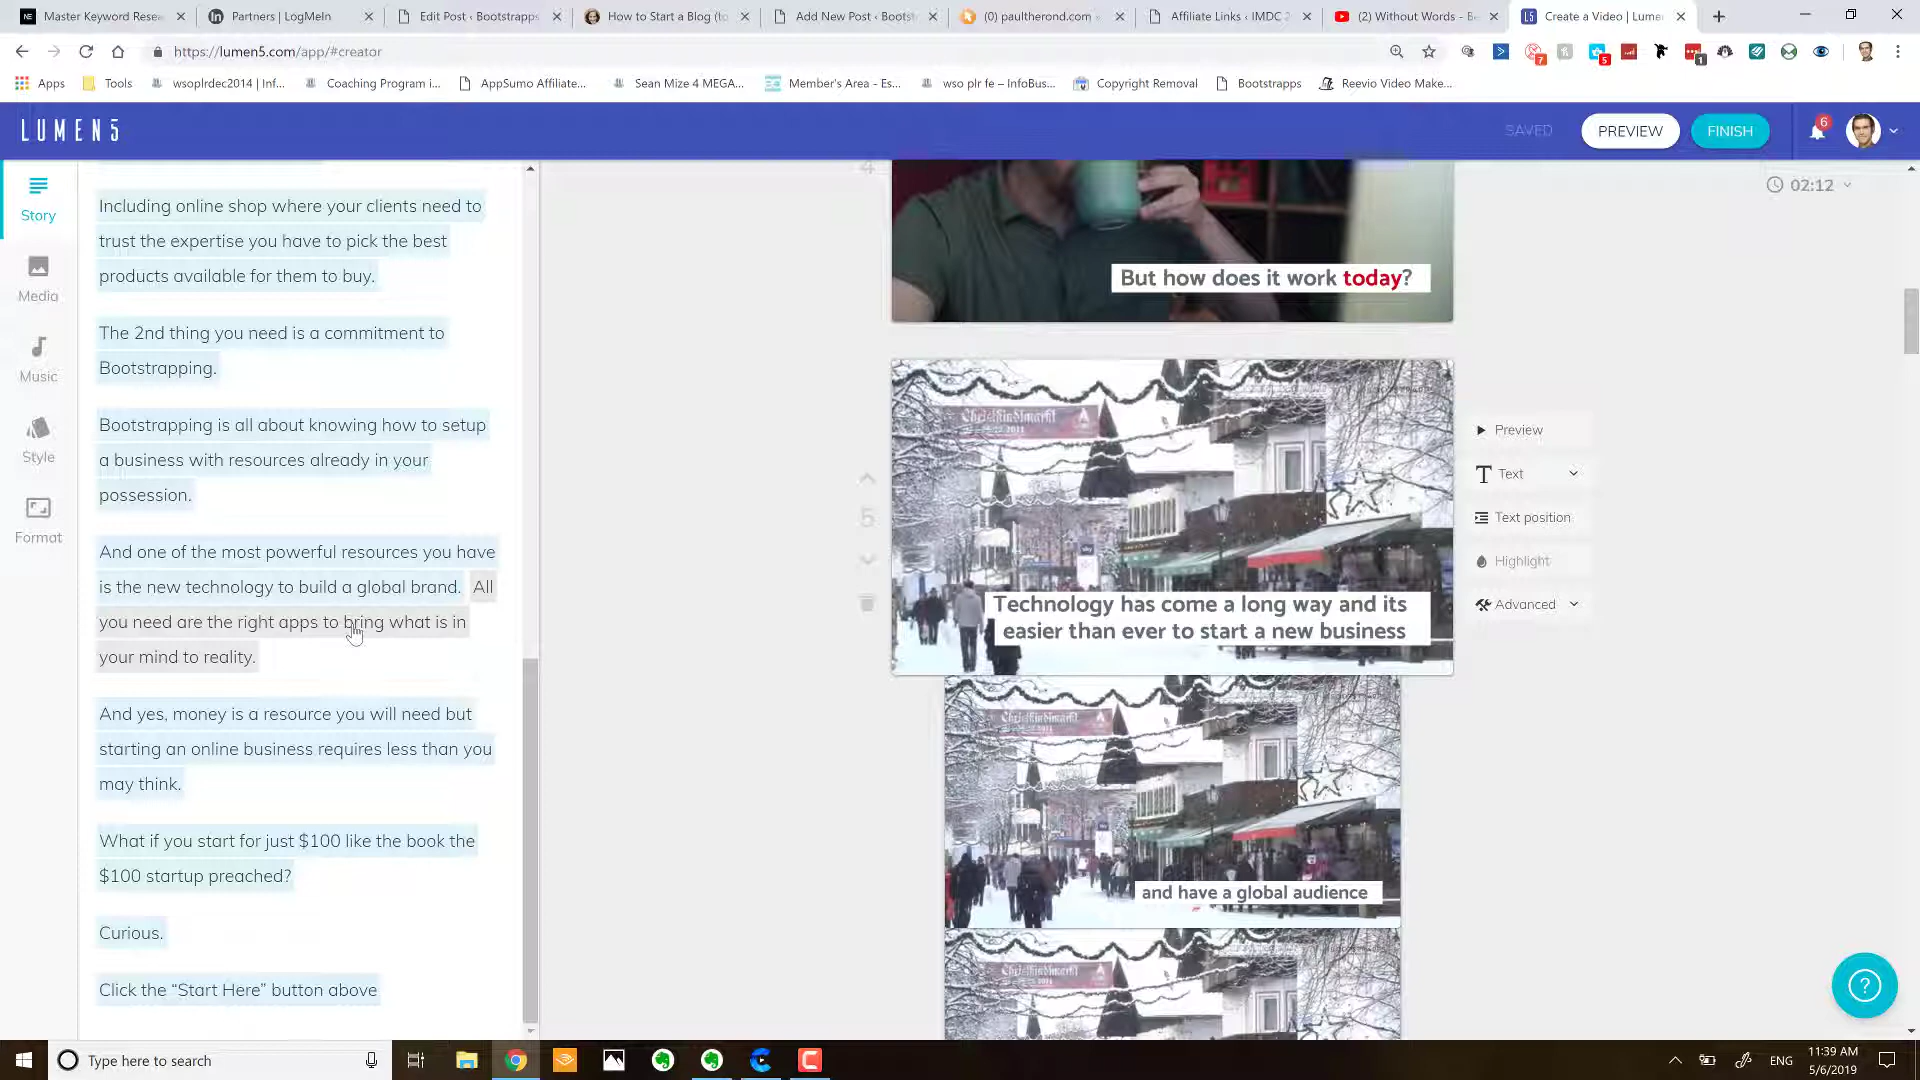 Master Keyword Resea
Partners | LogMeIn
Edit Post ‹ Bootstrapps
How to Start a Blog (to
Add New Post ‹ Bootst
(0) paultherond.com
Affiliate Links ‹ IMDC
(2) Without Words - Be
Create a Video | Lume
https://lumen5.com/app/#creator
7
5
1
Apps
Tools
wsoplrdec2014 | Inf...
Coaching Program i...
AppSumo Affiliate...
Sean Mize 4 MEGA...
Member's Area - Es...
wso plr fe – InfoBus...
Copyright Removal
Bootstrapps
Reevio Video Make...
LUMEN5
SAVED
PREVIEW
FINISH
6
Story
Media
Music
Style
Format
Including online shop where your clients need to
trust the expertise you have to pick the best
products available for them to buy.
The 2nd thing you need is a commitment to
Bootstrapping.
Bootstrapping is all about knowing how to setup
a business with resources already in your
possession.
And one of the most powerful resources you have
is the new technology to build a global brand. All
you need are the right apps to bring what is in
your mind to reality.
And yes, money is a resource you will need but
starting an online business requires less than you
may think.
What if you start for just $100 like the book the
$100 startup preached?
Curious.
Click the “Start Here” button above
4
But how does it work today?
02:12
Christkindlmarkt
5
Technology has come a long way and its
easier than ever to start a new business
Preview
Text
Text position
Highlight
Advanced
Christkindlmarkt
and have a global audience
Christkindlmarkt
?
Type here to search
ENG
11:39 AM
5/6/2019